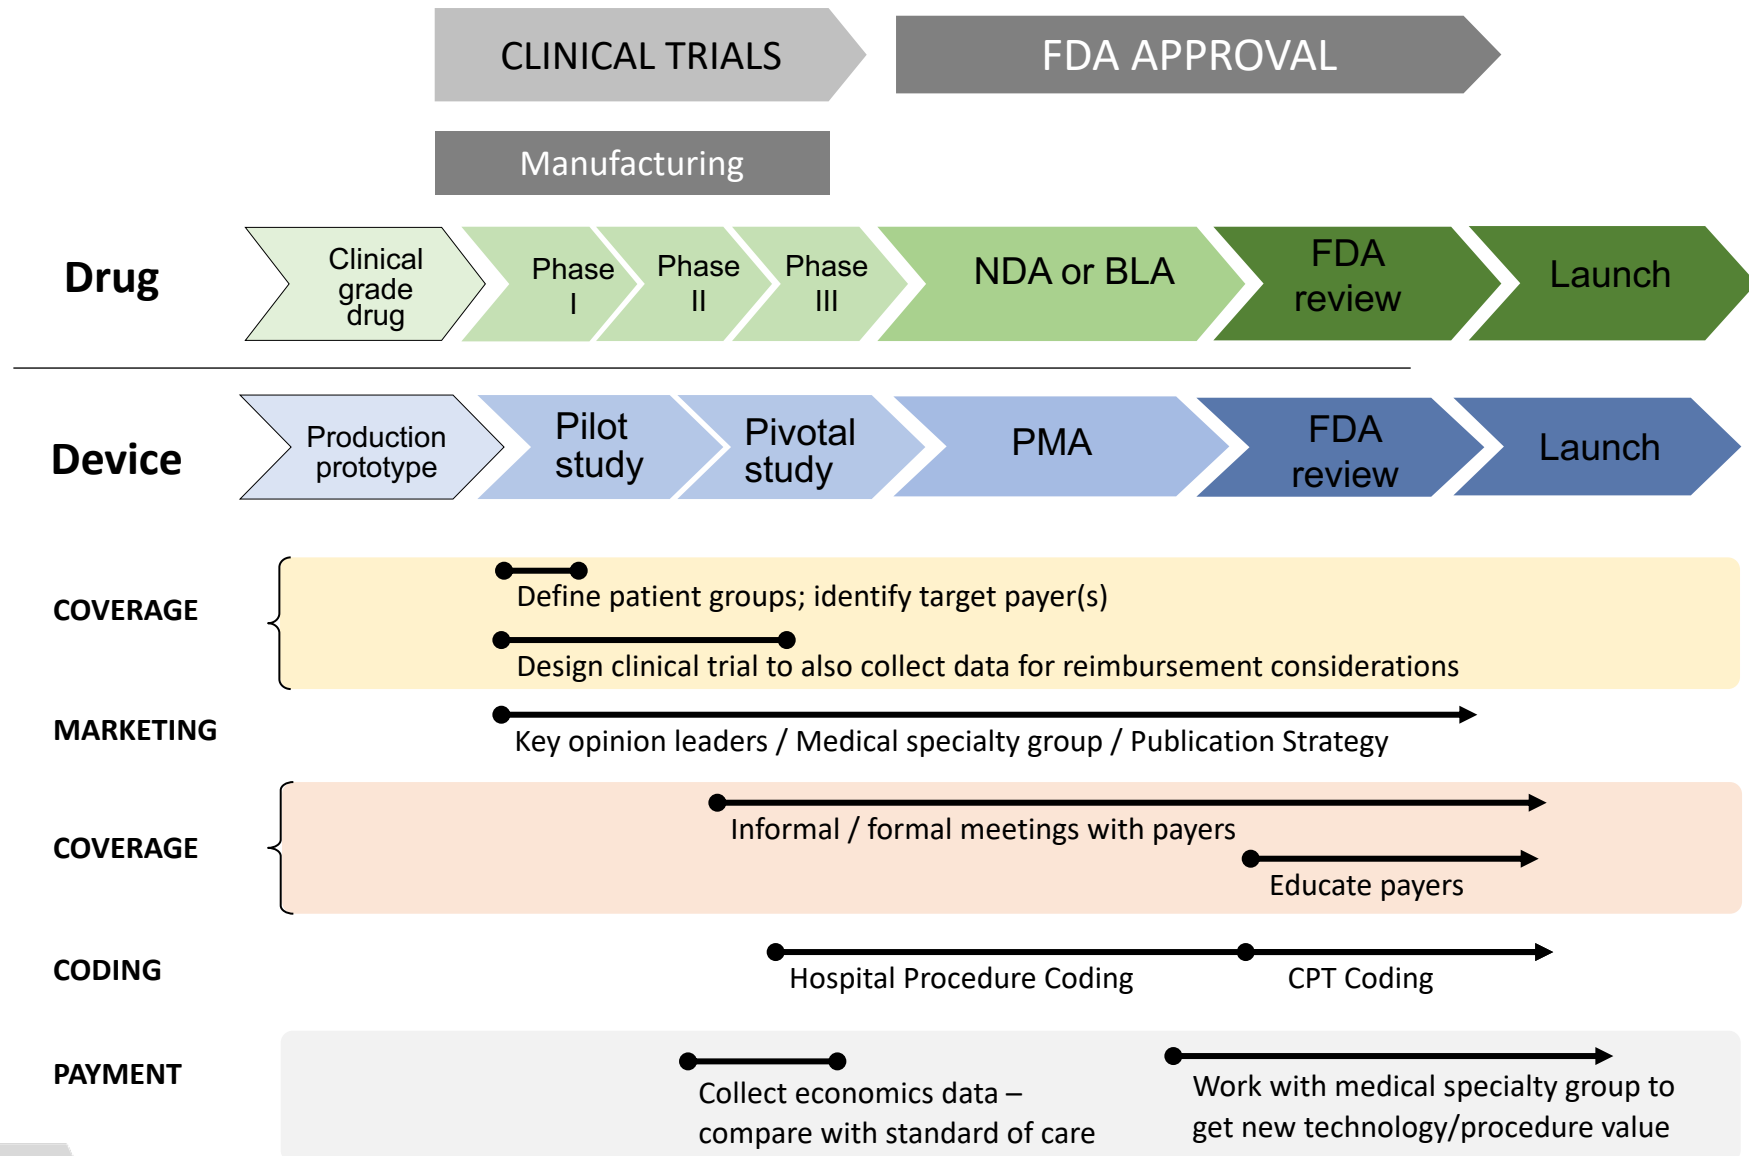 CLINICAL TRIALS
FDA APPROVAL
Manufacturing
Drug
Clinical
grade
drug
Phase
I
Phase
II
Phase
III
NDA or BLA
FDA
review
Launch
Device
Production
prototype
Pilot
study
Pivotal
study
PMA
FDA
review
Launch
COVERAGE
Define patient groups; identify target payer(s)
Design clinical trial to also collect data for reimbursement considerations
MARKETING
Key opinion leaders / Medical specialty group / Publication Strategy
COVERAGE
Informal / formal meetings with payers
Educate payers
CODING
Hospital Procedure Coding
CPT Coding
PAYMENT
Collect economics data –
compare with standard of care
Work with medical specialty group to
get new technology/procedure value